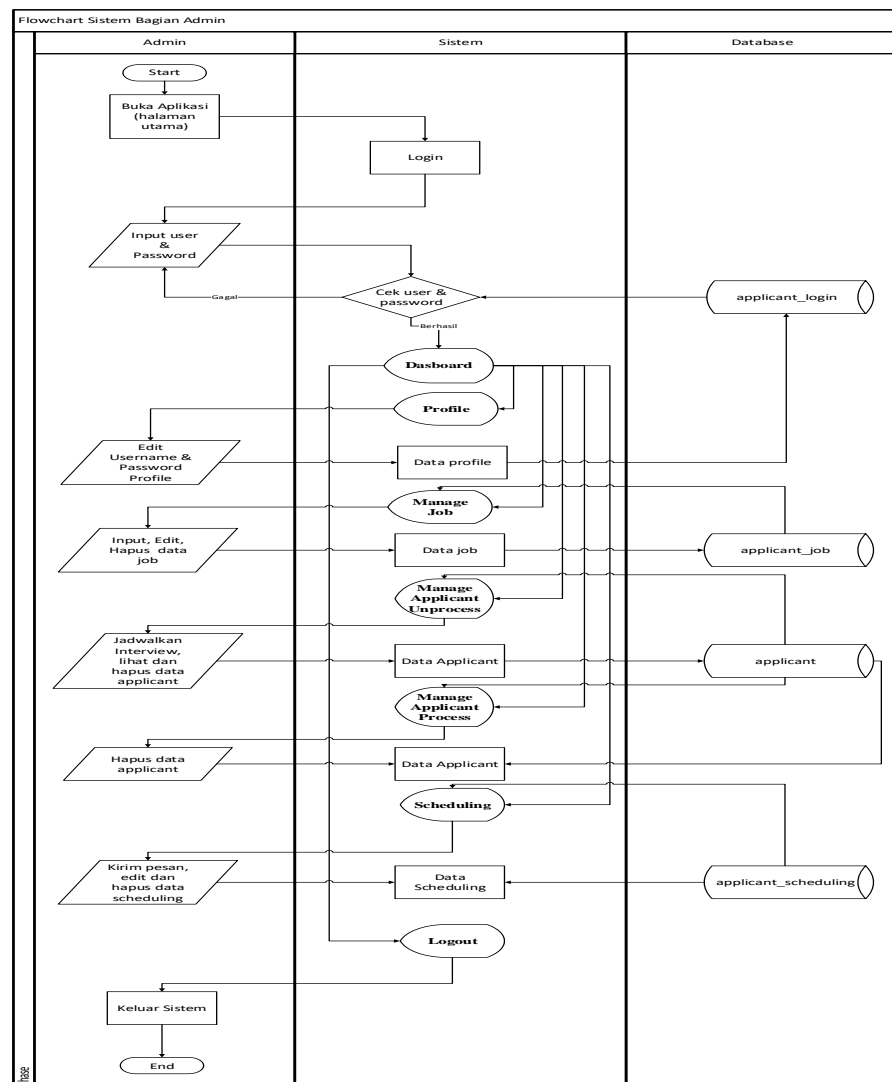 Flowchart Sistem Bagian Admin
Admin
Sistem
Database
Start
Buka Aplikasi
(halaman
utama)
Login
Input user
&
Password
Cek user &
password
Gagal
Berhasil
applicant_login
Dasboard
Profile
Edit
Username &
Password
Profile
Data profile
Manage
Job
Input, Edit,
Hapus data
job
Data job
applicant_job
Manage
Applicant
Unprocess
Jadwalkan
Interview,
lihat dan
hapus data
applicant
Data Applicant
applicant
Manage
Applicant
Process
Hapus data
applicant
Data Applicant
Scheduling
Kirim pesan,
edit dan
hapus data
scheduling
Data
Scheduling
applicant_scheduling
Logout
Keluar Sistem
End